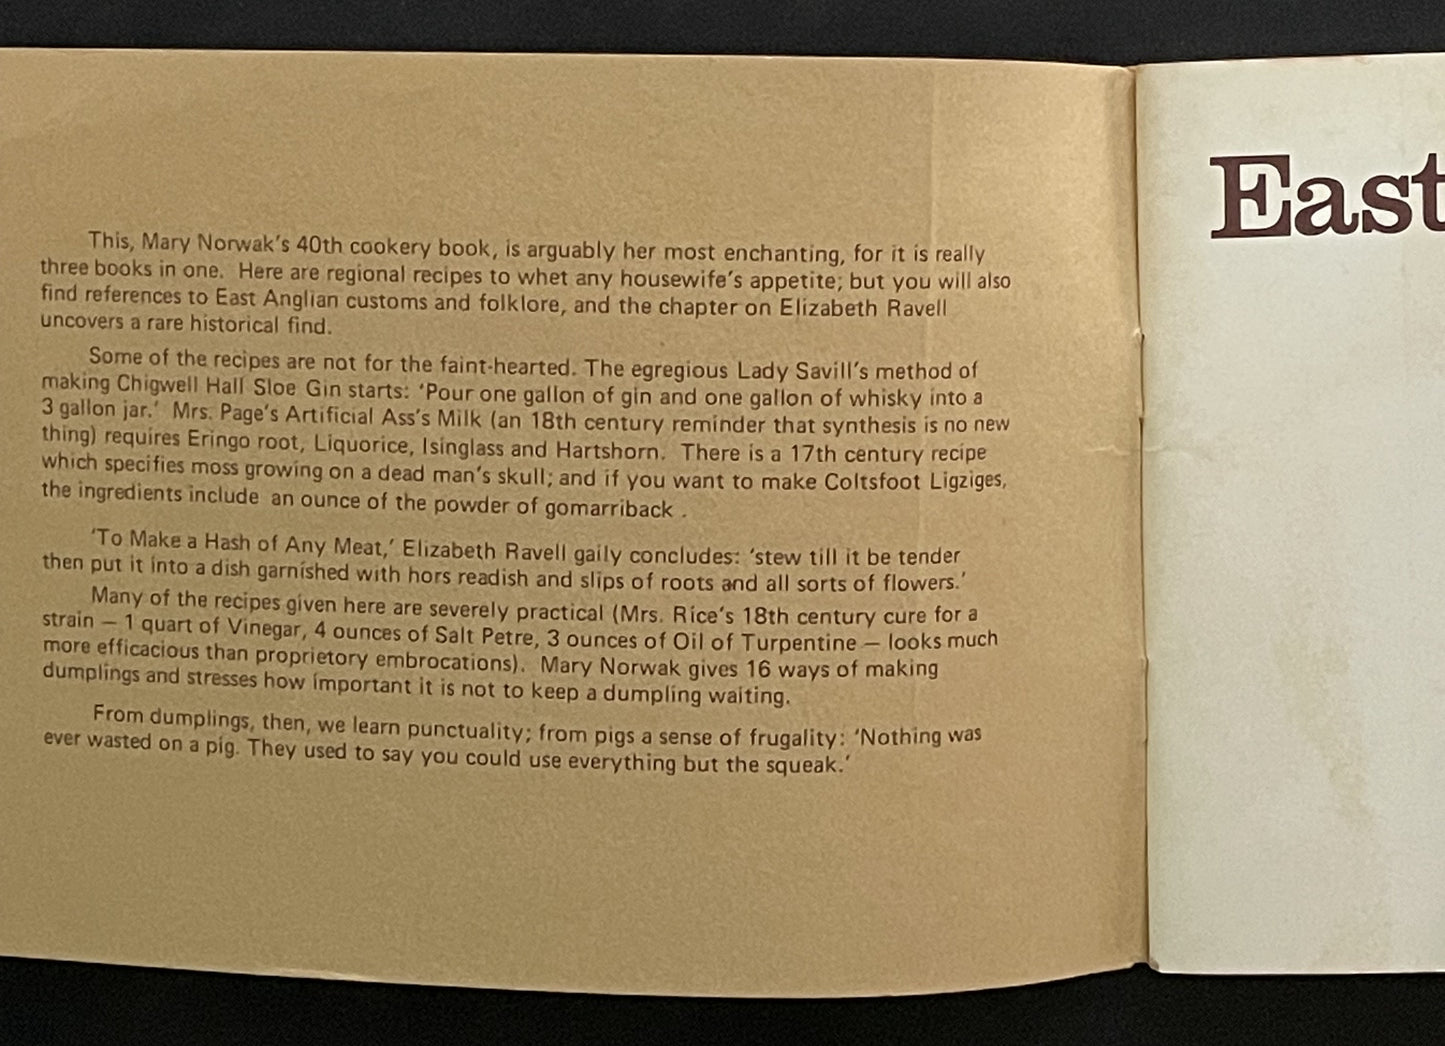 This, Mary Norwak's 40th cookery book, is arguably her most enchanting, for it is really
three books in one. Here are regional recipes to whet any housewife's appetite; but you will also
find references to East Anglian customs and folklore, and the chapter on Elizabeth Ravell
uncovers a rare historical find.
Some of the recipes are not for the faint-hearted. The egregious Lady Savill's method of
making Chigwell Hall Sloe Gin starts: 'Pour one gallon of gin and one gallon of whisky into a
3 gallon jar.' Mrs. Page's Artificial Ass's Milk (an 18th century reminder that synthesis is no new
thing) requires Eringo root, Liquorice, Isinglass and Hartshorn. There is a 17th century recipe
which specifies moss growing on a dead man's skull; and if you want to make Coltsfoot Ligziges,
the ingredients include an ounce of the powder of gomarriback .
'To Make a Hash of Any Meat,' Elizabeth Ravell gaily concludes: 'stew till it be tender
then put it into a dish garnished with hors readish and slips of roots and all sorts of flowers.'
Many of the recipes given here are severely practical (Mrs. Rice's 18th century cure for a
strain — 1 quart of Vinegar, 4 ounces of Salt Petre, 3 ounces of Oil of Turpentine — looks much
more efficacious than proprietory embrocations). Mary Norwak gives 16 ways of making
dumplings and stresses how important it is not to keep a dumpling waiting.
From dumplings, then, we learn punctuality; from pigs a sense of frugality: 'Nothing was
ever wasted on a pig. They used to say you could use everything but the squeak.'
East